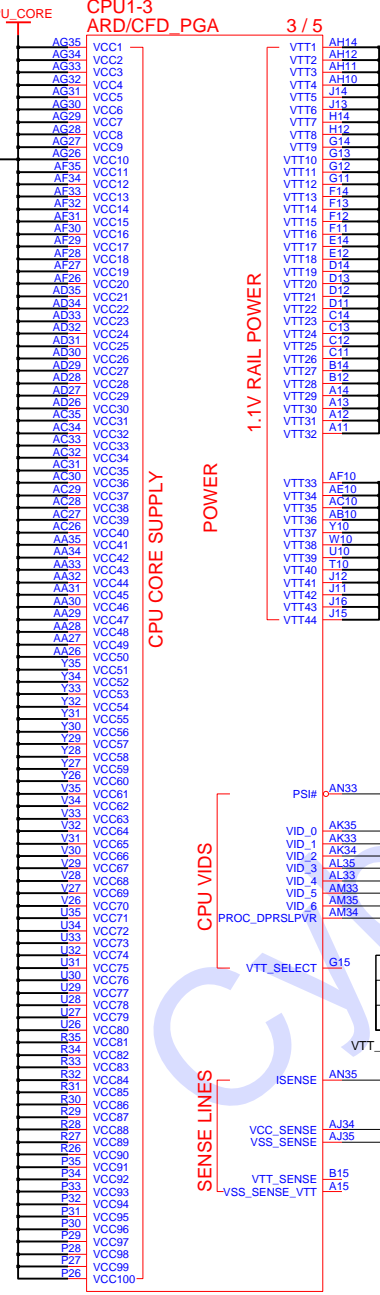 PU_CORE
CPU1-3
ARD/CFD_PGA 3 / 5
AG35 VCC1
AG34 VCC2
AG33 VCC3
AG32 VCC4
AG31 VCC5
AG30 VCC6
AG29 VCC7
AG28 VCC8
AG27 VCC9
AG26 VCC10
AF35 VCC11
AF34 VCC12
AF33 VCC13
AF32 VCC14
AF31 VCC15
AF30 VCC16
AF29 VCC17
AF28 VCC18
AF27 VCC19
AF26 VCC20
AD35 VCC21
AD34 VCC22
AD33 VCC23
AD32 VCC24
AD31 VCC25
AD30 VCC26
AD29 VCC27
AD28 VCC28
AD27 VCC29
AD26 VCC30
AC35 VCC31
AC34 VCC32
AC33 VCC33
AC32 VCC34
AC31 VCC35
AC30 VCC36
AC29 VCC37
AC28 VCC38
AC27 VCC39
AC26 VCC40
AA35 VCC41
AA34 VCC42
AA33 VCC43
AA32 VCC44
AA31 VCC45
AA30 VCC46
AA29 VCC47
AA28 VCC48
AA27 VCC49
AA26 VCC50
Y35 VCC51
Y34 VCC52
Y33 VCC53
Y32 VCC54
Y31 VCC55
Y30 VCC56
Y29 VCC57
Y28 VCC58
Y27 VCC59
Y26 VCC60
V35 VCC61
V34 VCC62
V33 VCC63
V32 VCC64
V31 VCC65
V30 VCC66
V29 VCC67
V28 VCC68
V27 VCC69
V26 VCC70
U35 VCC71
U34 VCC72
U33 VCC73
U32 VCC74
U31 VCC75
U30 VCC76
U29 VCC77
U28 VCC78
U27 VCC79
U26 VCC80
R35 VCC81
R34 VCC82
R33 VCC83
R32 VCC84
R31 VCC85
R30 VCC86
R29 VCC87
R28 VCC88
R27 VCC89
R26 VCC90
P35 VCC91
P34 VCC92
P33 VCC93
P32 VCC94
P31 VCC95
P30 VCC96
P29 VCC97
P28 VCC98
P27 VCC99
P26 VCC100
CPU CORE SUPPLY
POWER
1.1V RAIL POWER
VTT1 AH14
VTT2 AH12
VTT3 AH11
VTT4 AH10
VTT5 J14
VTT6 J13
VTT7 H14
VTT8 H12
VTT9 G14
VTT10 G13
VTT11 G12
VTT12 G11
VTT13 F14
VTT14 F13
VTT15 F12
VTT16 F11
VTT17 E14
VTT18 E12
VTT19 D14
VTT20 D13
VTT21 D12
VTT22 D11
VTT23 C14
VTT24 C13
VTT25 C12
VTT26 C11
VTT27 B14
VTT28 B12
VTT29 A14
VTT30 A13
VTT31 A12
VTT32 A11
VTT33 AF10
VTT34 AE10
VTT35 AC10
VTT36 AB10
VTT37 Y10
VTT38 W10
VTT39 U10
VTT40 T10
VTT41 J12
VTT42 J11
VTT43 J16
VTT44 J15
CPU VIDS
PSI# AN33
VID_0 AK35
VID_1 AK33
VID_2 AK34
VID_3 AL35
VID_4 AL33
VID_5 AM33
VID_6 AM35
PROC_DPRSLPVR AM34
VTT_SELECT G15
VTT_
SENSE LINES
ISENSE AN35
VCC_SENSE AJ34
VSS_SENSE AJ35
VTT_SENSE B15
VSS_SENSE_VTT A15
Cy